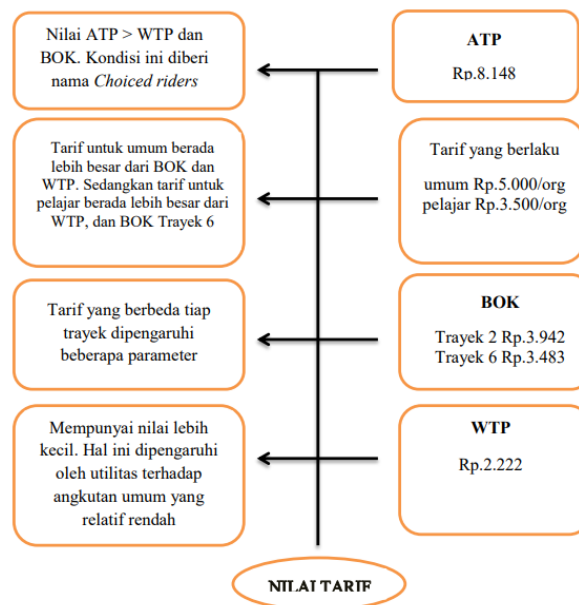 Nilai ATP > WTP dan
BOK. Kondisi ini diberi
nama Choiced riders
ATP
Rp.8.148
Tarif untuk umum berada
lebih besar dari BOK dan
WTP. Sedangkan tarif untuk
pelajar berada lebih besar dari
WTP, dan BOK Trayek 6
Tarif yang berlaku
umum Rp.5.000/org
pelajar Rp.3.500/org
Tarif yang berbeda tiap
trayek dipengaruhi
beberapa parameter
BOK
Trayek 2 Rp.3.942
Trayek 6 Rp.3.483
Mempunyai nilai lebih
kecil. Hal ini dipengaruhi
oleh utilitas terhadap
angkutan umum yang
relatif rendah
WTP
Rp.2.222
NILAI TARIF